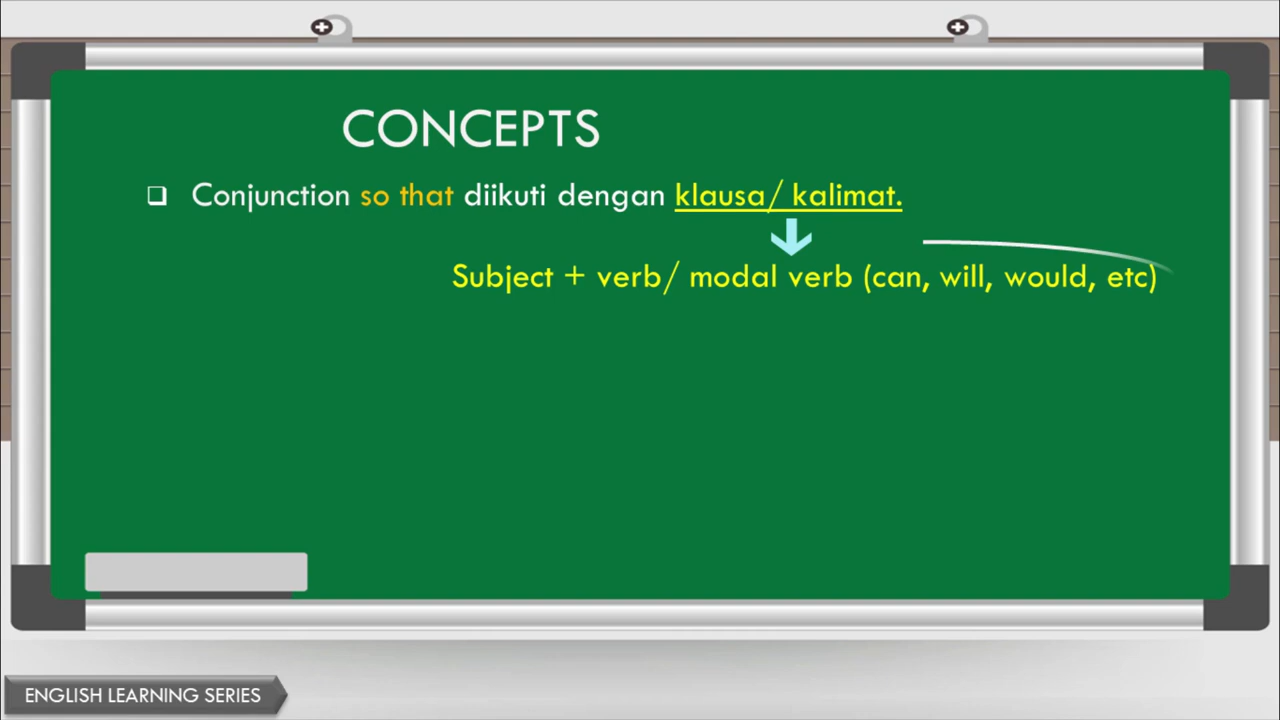 CONCEPTS
Conjunction so that diikuti dengan klausa/ kalimat.
Subject + verb/ modal verb (can, will, would, etc)
ENGLISH LEARNING SERIES